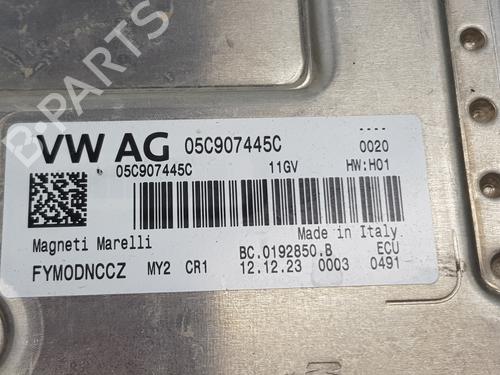 B-PARTS
VW AG 05C907445C 0020
05C907445C 11GV HW:H01
Made in Italy.
Magneti Marelli BC.0192850.B ECU
FYMODNCCZ MY2 CR1 12.12.23 0003 0491